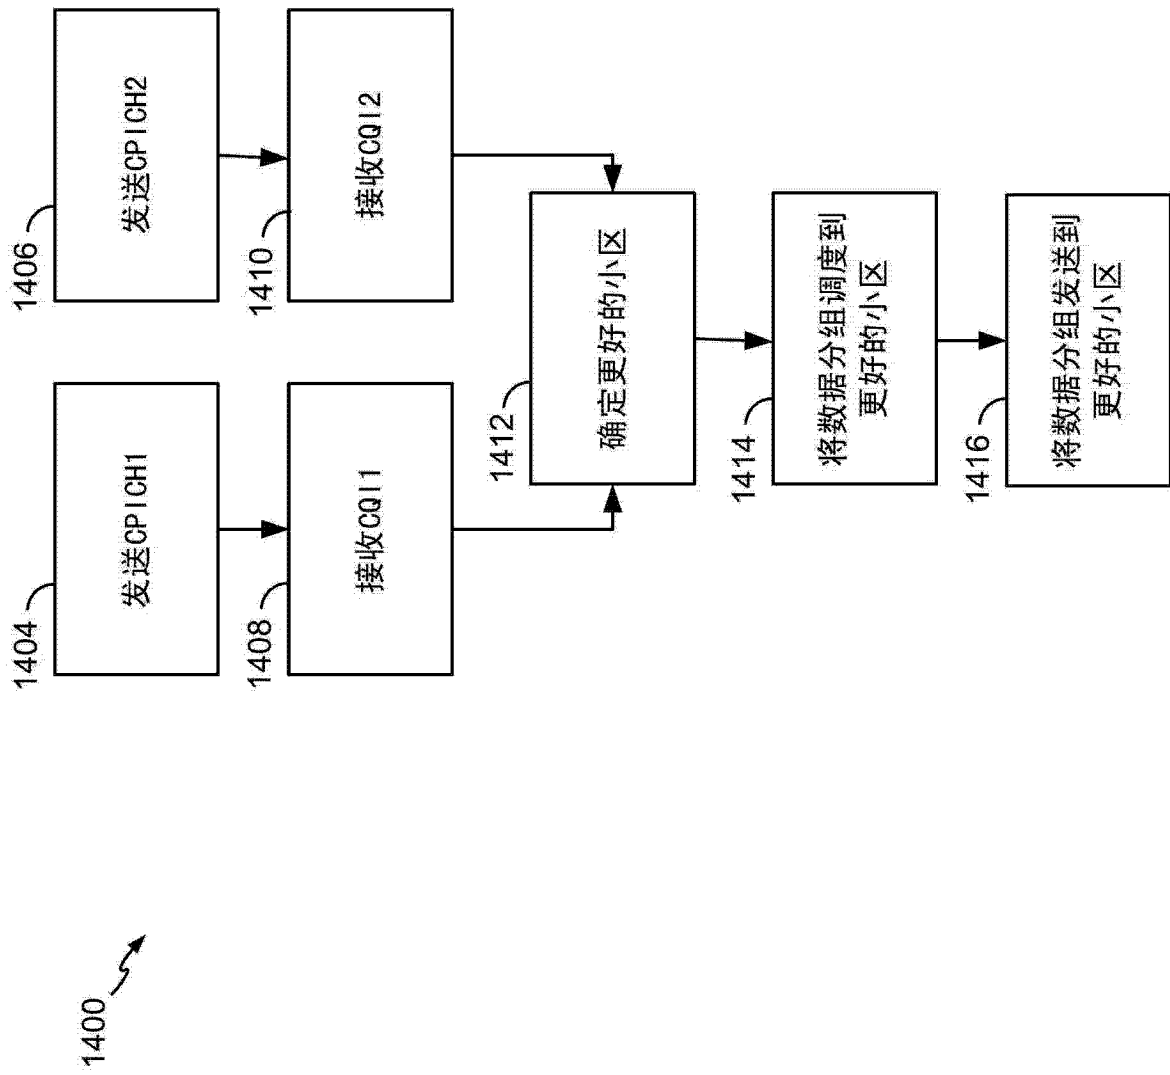 1400
1404
发送CPICH1
1406
发送CPICH2
1408
接收CQI1
1410
接收CQI2
1412
确定更好的小区
1414
将数据分组调度到
更好的小区
1416
将数据分组发送到
更好的小区